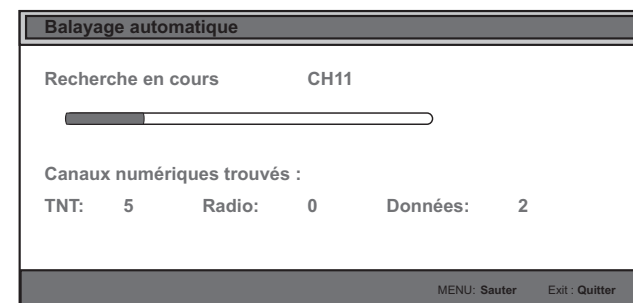 Balayage automatique
Recherche en cours CH11
Canaux numériques trouvés :
TNT: 5 Radio: 0 Données: 2
MENU: Sauter Exit : Quitter